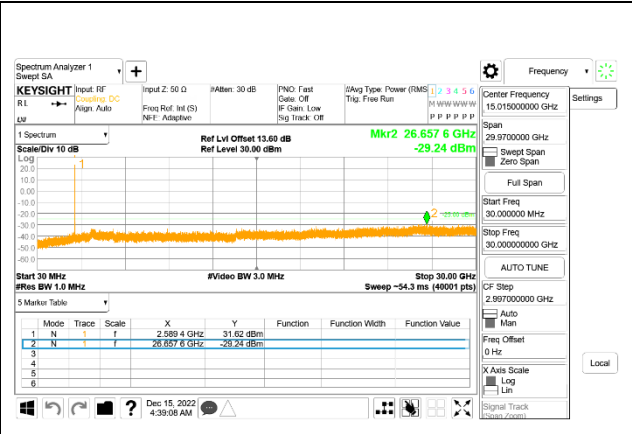 Spectrum Analyzer 1
Swept SA
Frequency
Settings
KEYSIGHT
Input: RF
Coupling: DC
Align: Auto
Input Z: 50 Ω
Freq Ref: Int (S)
NFE: Adaptive
#Atten: 30 dB
PNO: Fast
Gate: Off
IF Gain: Low
Sig Track: Off
#Avg Type: Power (RMS
Trig: Free Run
1 2 3 4 5 6
M W W W W W
P P P P P P
R L
1 Spectrum
Scale/Div 10 dB
Ref Lvl Offset 13.60 dB
Ref Level 30.00 dBm
Mkr2 26.657 6 GHz
-29.24 dBm
Log
1
20.0
10.0
0.00
-10.0
-20.0
2
-30.0
-40.0
-50.0
-60.0
Start 30 MHz
#Video BW 3.0 MHz
Stop 30.00 GHz
#Res BW 1.0 MHz
Sweep ~54.3 ms (40001 pts)
5 Marker Table
Mode Trace Scale X Y Function Function Width Function Value
1 N 1 f 2.589 4 GHz 31.62 dBm
2 N 1 f 26.657 6 GHz -29.24 dBm
3
4
5
6
Dec 15, 2022
4:39:08 AM
?
Center Frequency
15.015000000 GHz
Span
29.9700000 GHz
Swept Span
Zero Span
Full Span
Start Freq
30.000000 MHz
Stop Freq
30.000000000 GHz
AUTO TUNE
CF Step
2.997000000 GHz
Auto
Man
Freq Offset
0 Hz
X Axis Scale
Log
Lin
Signal Track
(Span Zoom)
Local